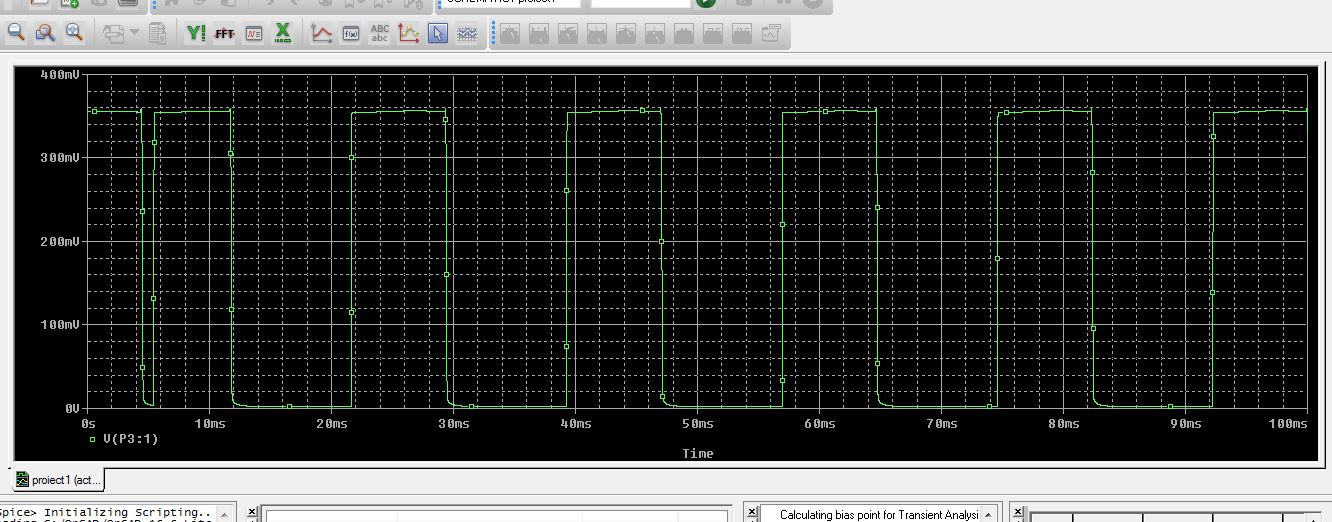 FFT
ABC
abc
400mV
300mV
200mV
100mV
0V
0s 10ms 20ms 30ms 40ms 50ms 60ms 70ms 80ms 90ms 100ms
V(P3:1)
Time
proiect1 (act...
Spice> Initializing Scripting..
Calculating bias point for Transient Analysi